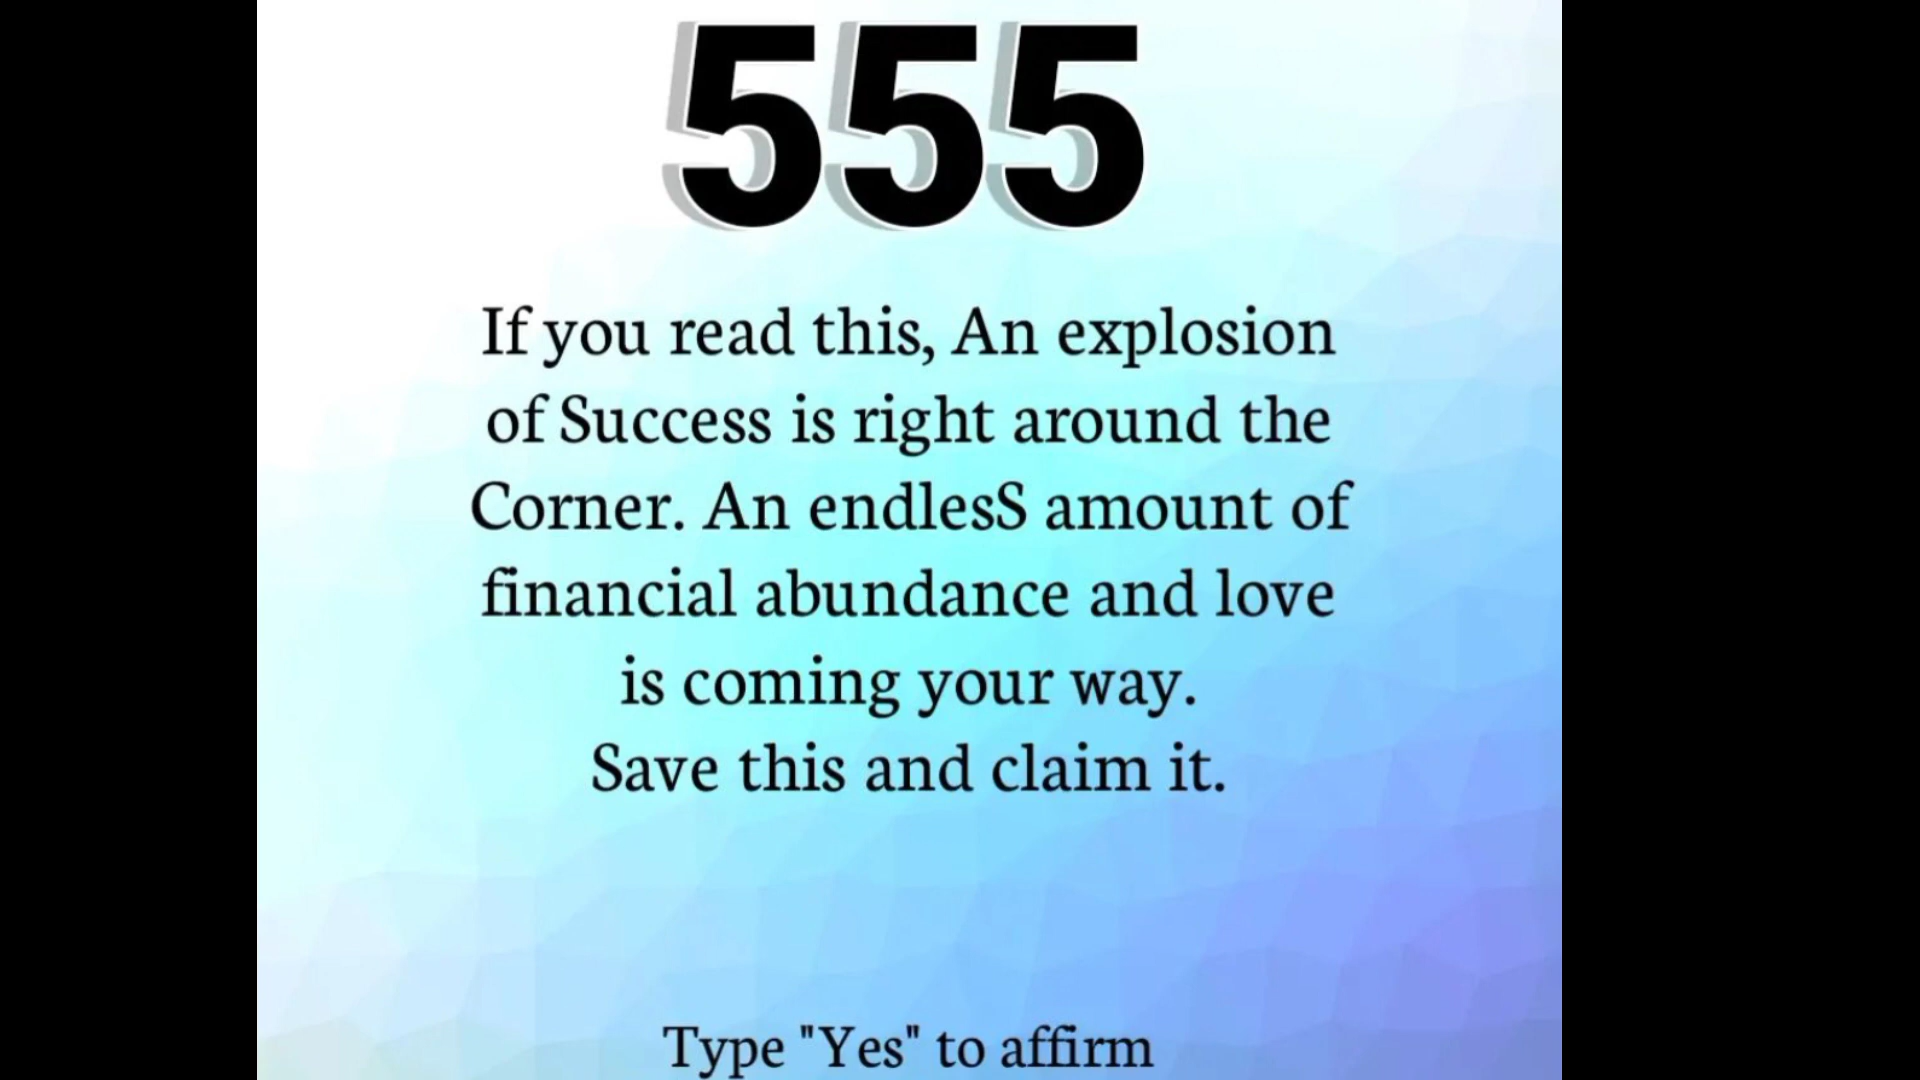 555
If you read this, An explosion
of Success is right around the
Corner. An endlesS amount of
financial abundance and love
is coming your way.
Save this and claim it.
Type "Yes" to affirm